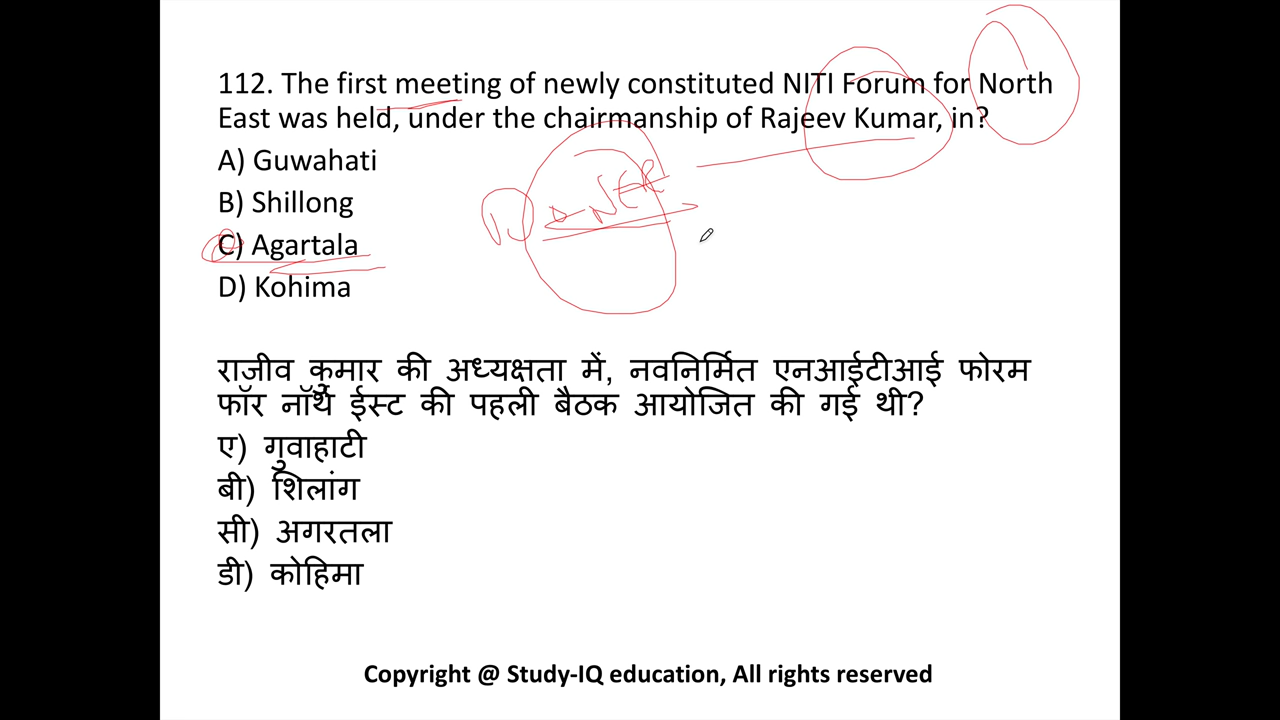 112. The first meeting of newly constituted NITI Forum for North
East was held, under the chairmanship of Rajeev Kumar, in?
A) Guwahati
B) Shillong
C) Agartala
D) Kohima
राजीव कुमार की अध्यक्षता में, नवनिर्मित एनआईटीआई फोरम
फॉर नॉर्थ ईस्ट की पहली बैठक आयोजित की गई थी?
ए) गुवाहाटी
बी) शिलांग
सी) अगरतला
डी) कोहिमा
Copyright @ Study-IQ education, All rights reserved